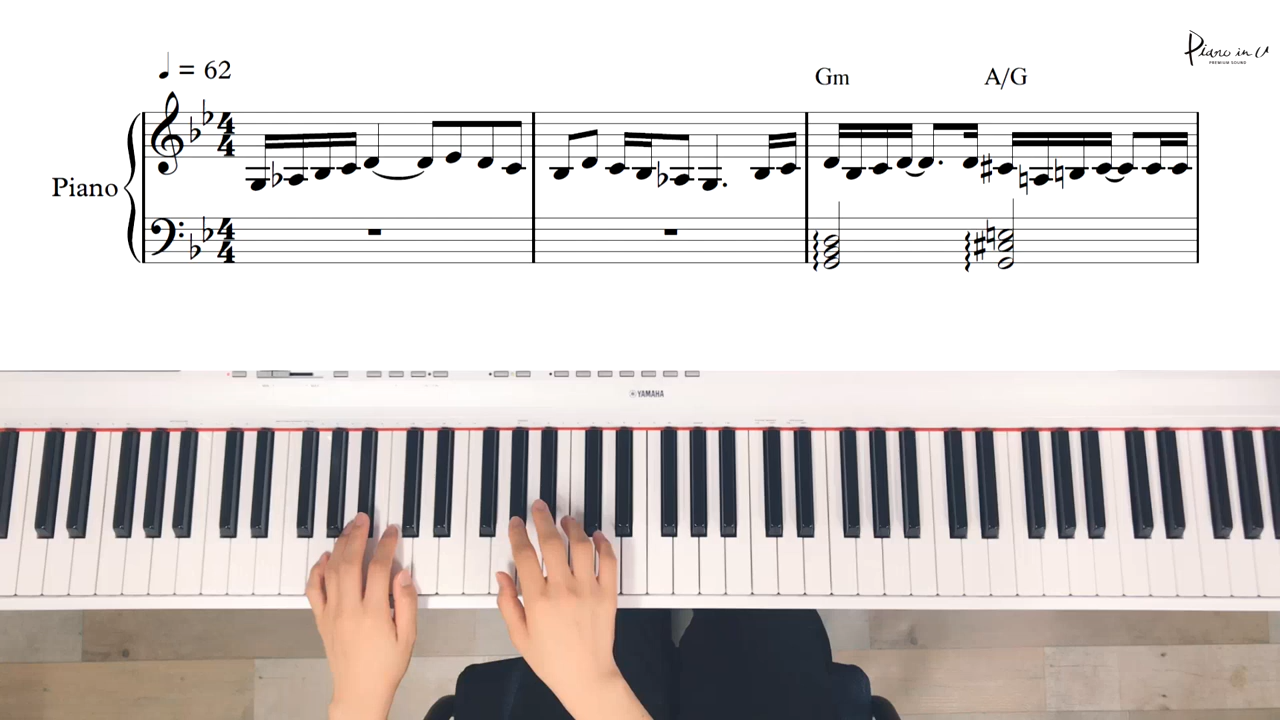 Piano in U
PREMIUM SOUND
♩ = 62
Gm A/G
Piano
YAMAHA